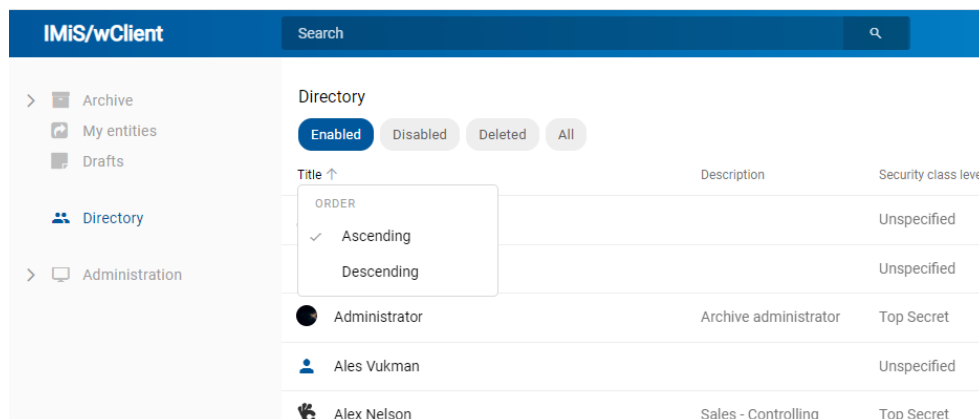 IMiS/wClient Search
Archive
My entities
Drafts
Directory
Administration
Directory
Enabled Disabled Deleted All
Title Description Security class leve
ORDER
Ascending
Descending
Unspecified
Unspecified
Administrator Archive administrator Top Secret
Ales Vukman Unspecified
Alex Nelson Sales - Controlling Top Secret